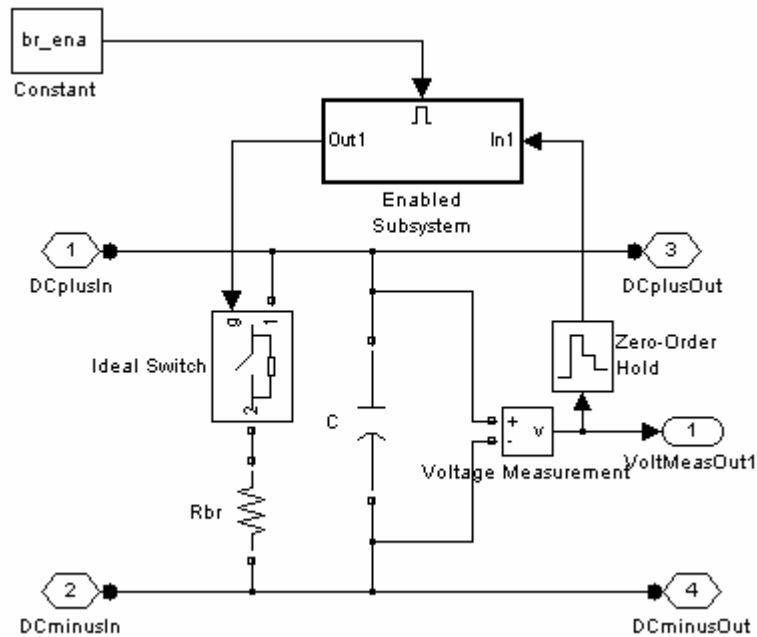 br_ena
Constant
Out1
In1
Enabled
Subsystem
1
DCplusIn
3
DCplusOut
g
1
2
Ideal Switch
C
Zero-Order
Hold
+
-
v
Voltage Measurement
1
VoltMeasOut1
Rbr
2
DCminusIn
4
DCminusOut